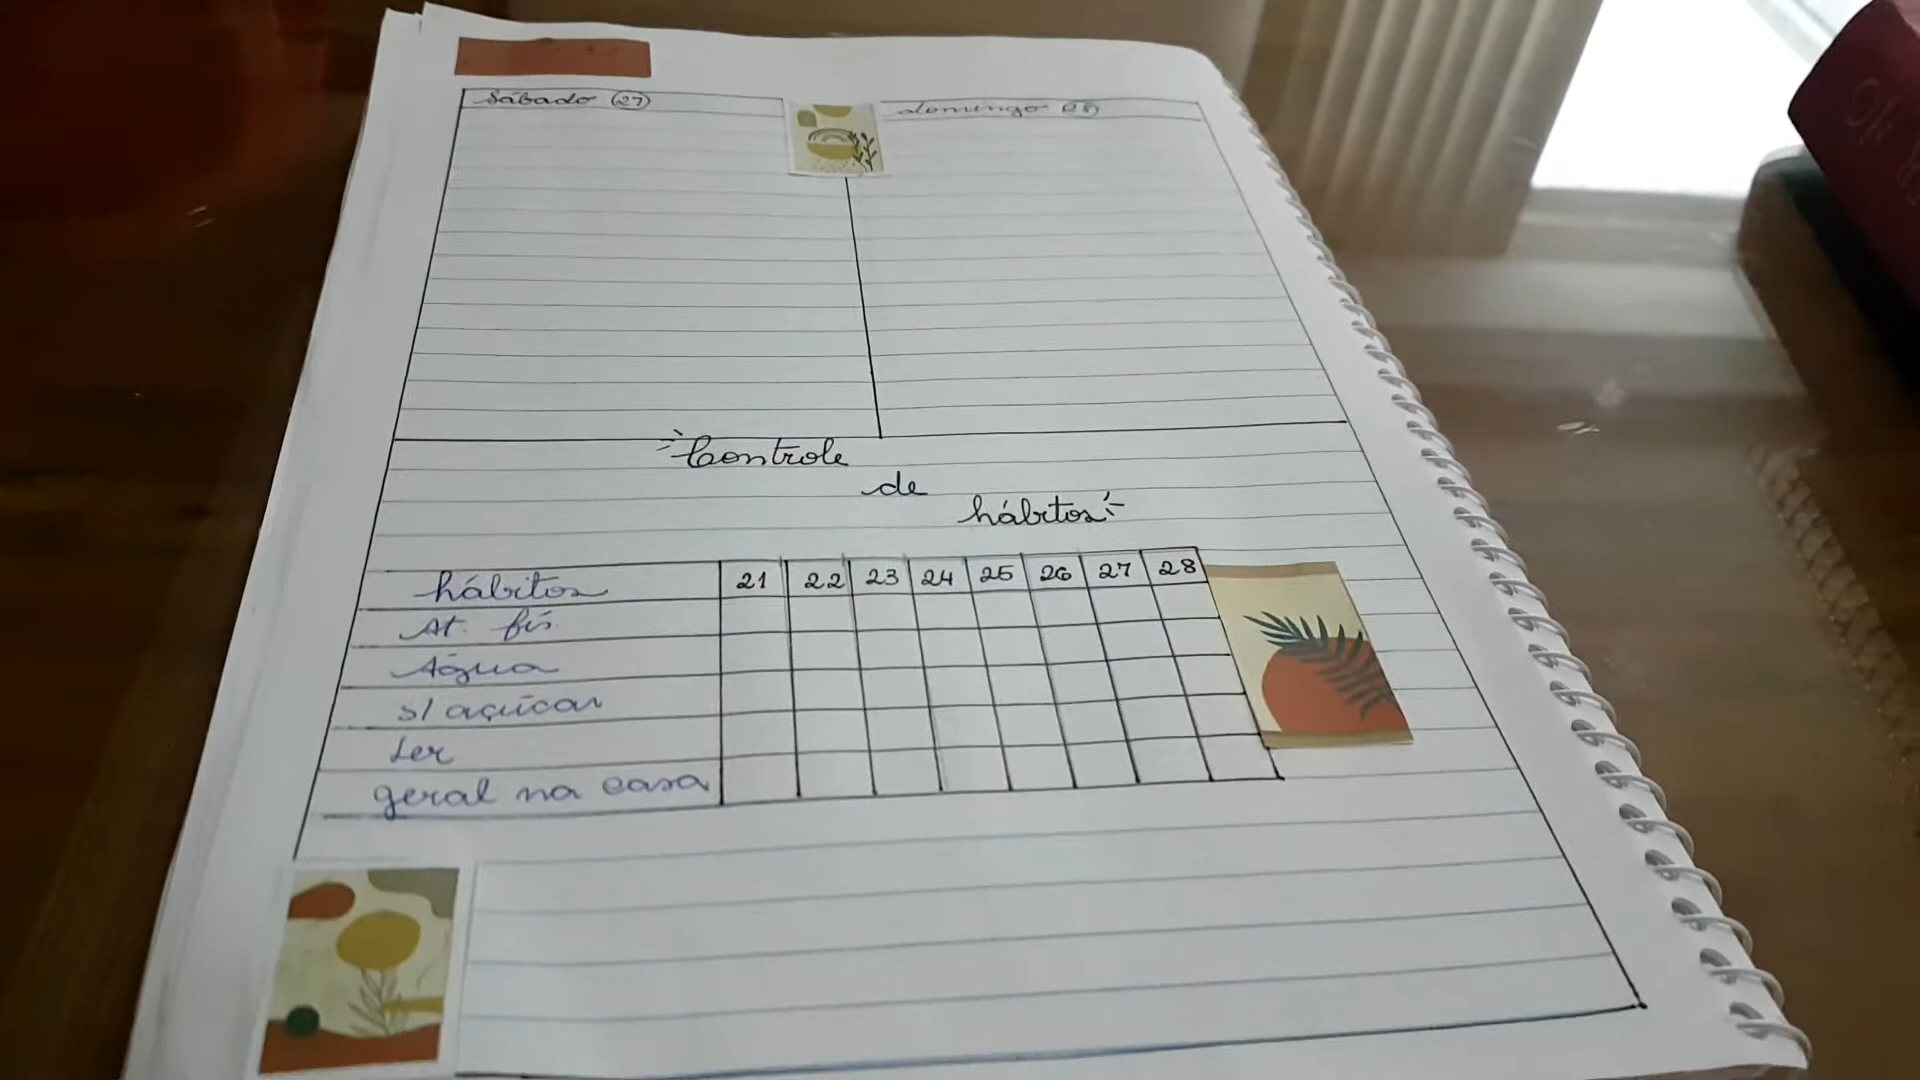 Sábado 27
domingo 28
Controle
de
hábitos
hábitos 21 22 23 24 25 26 27 28
At. fís.
Água
s/ açúcar
Ler
geral na casa